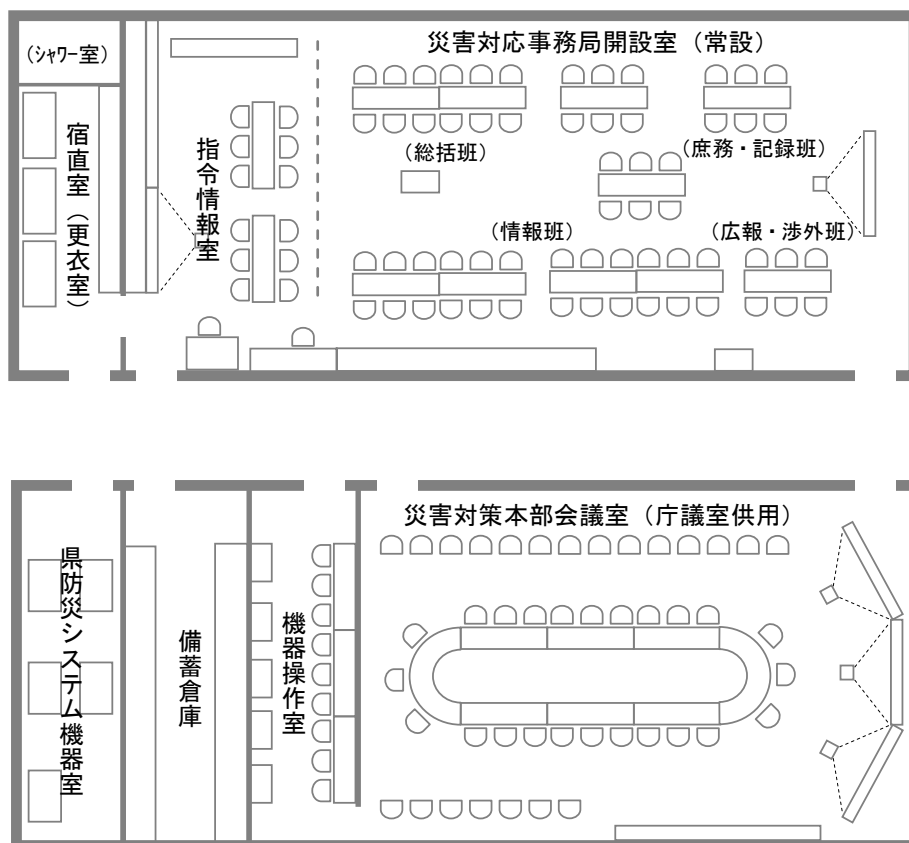 災害対応事務局開設室（常設）
（ｼｬﾜｰ室）
宿直室（更衣室）
指令情報室
（総括班）
（庶務・記録班）
（情報班）
（広報・渉外班）
災害対策本部会議室（庁議室供用）
県防災システム機器室
備蓄倉庫
機器操作室